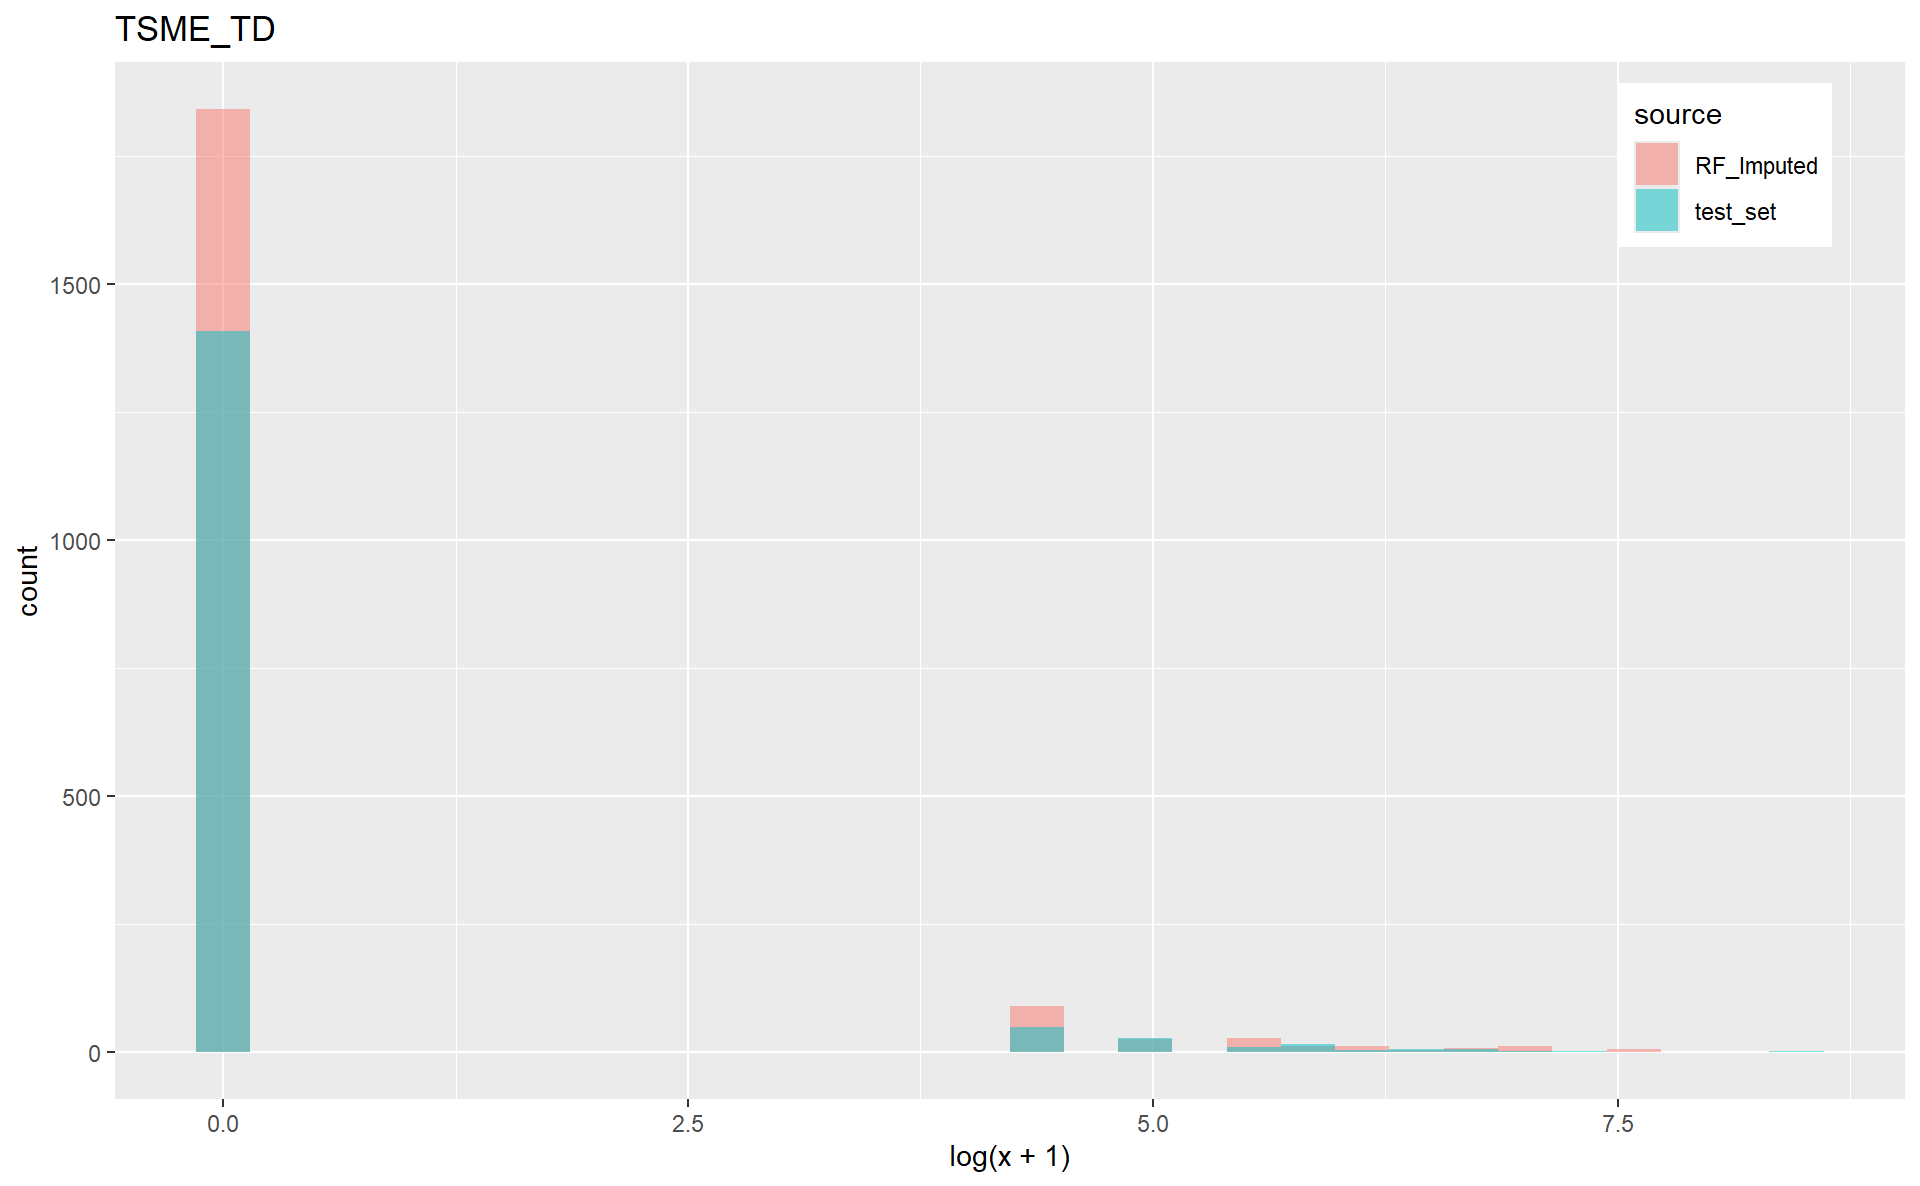 TSME_TD
source
RF_Imputed
test_set
1500
1000
500
0
count
0.0
2.5
5.0
7.5
log(x + 1)